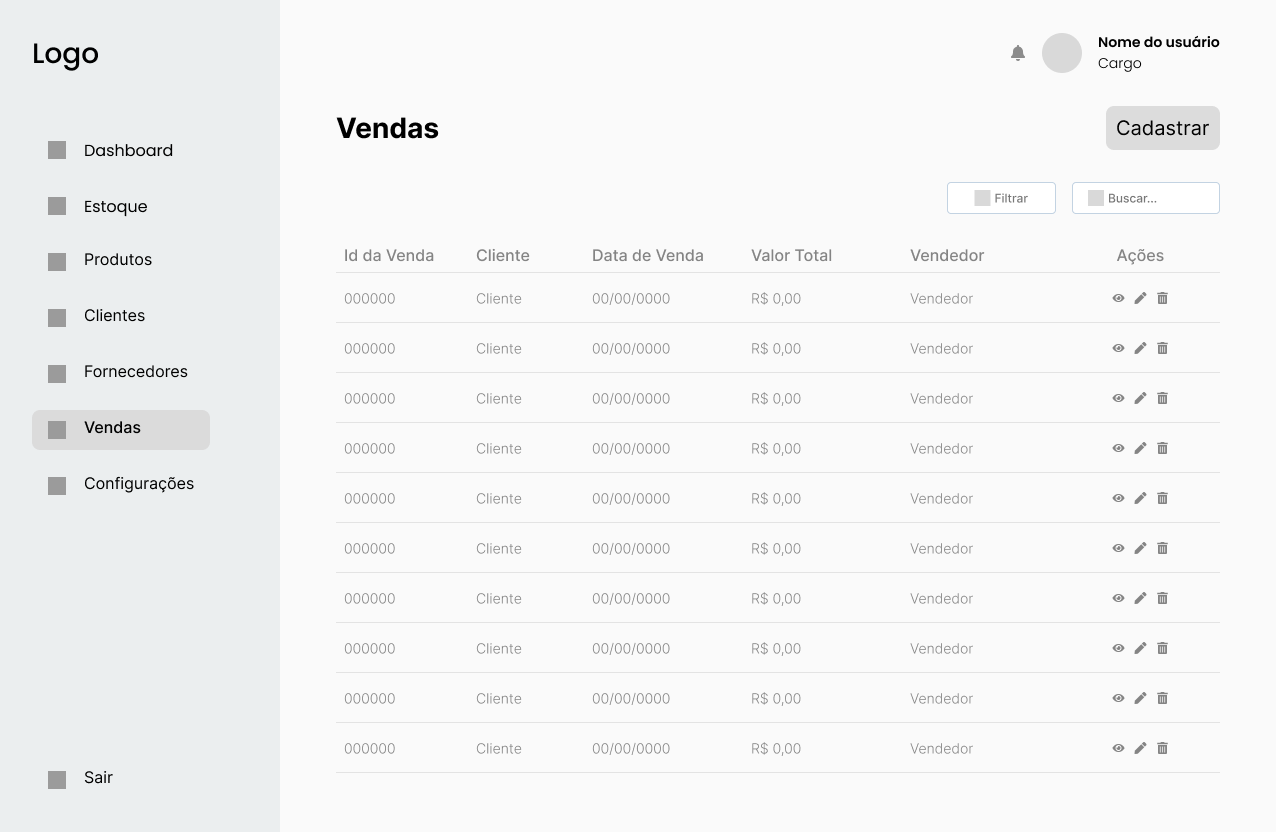 Logo
Nome do usuário
Cargo
Dashboard
Estoque
Produtos
Clientes
Fornecedores
Vendas
Configurações
Sair
Vendas
Cadastrar
Filtrar
Buscar...
Id da Venda Cliente Data de Venda Valor Total Vendedor Ações
000000 Cliente 00/00/0000 R$ 0,00 Vendedor
000000 Cliente 00/00/0000 R$ 0,00 Vendedor
000000 Cliente 00/00/0000 R$ 0,00 Vendedor
000000 Cliente 00/00/0000 R$ 0,00 Vendedor
000000 Cliente 00/00/0000 R$ 0,00 Vendedor
000000 Cliente 00/00/0000 R$ 0,00 Vendedor
000000 Cliente 00/00/0000 R$ 0,00 Vendedor
000000 Cliente 00/00/0000 R$ 0,00 Vendedor
000000 Cliente 00/00/0000 R$ 0,00 Vendedor
000000 Cliente 00/00/0000 R$ 0,00 Vendedor